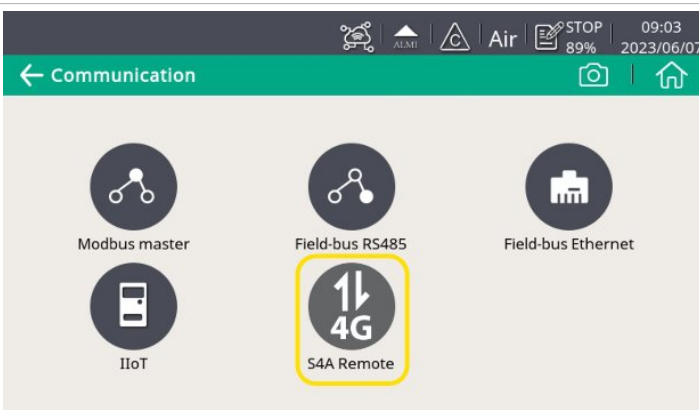 STOP 09:03
ALM1 C Air 89% 2023/06/07
Communication
Modbus master Field-bus RS485 Field-bus Ethernet
4G
IIoT S4A Remote